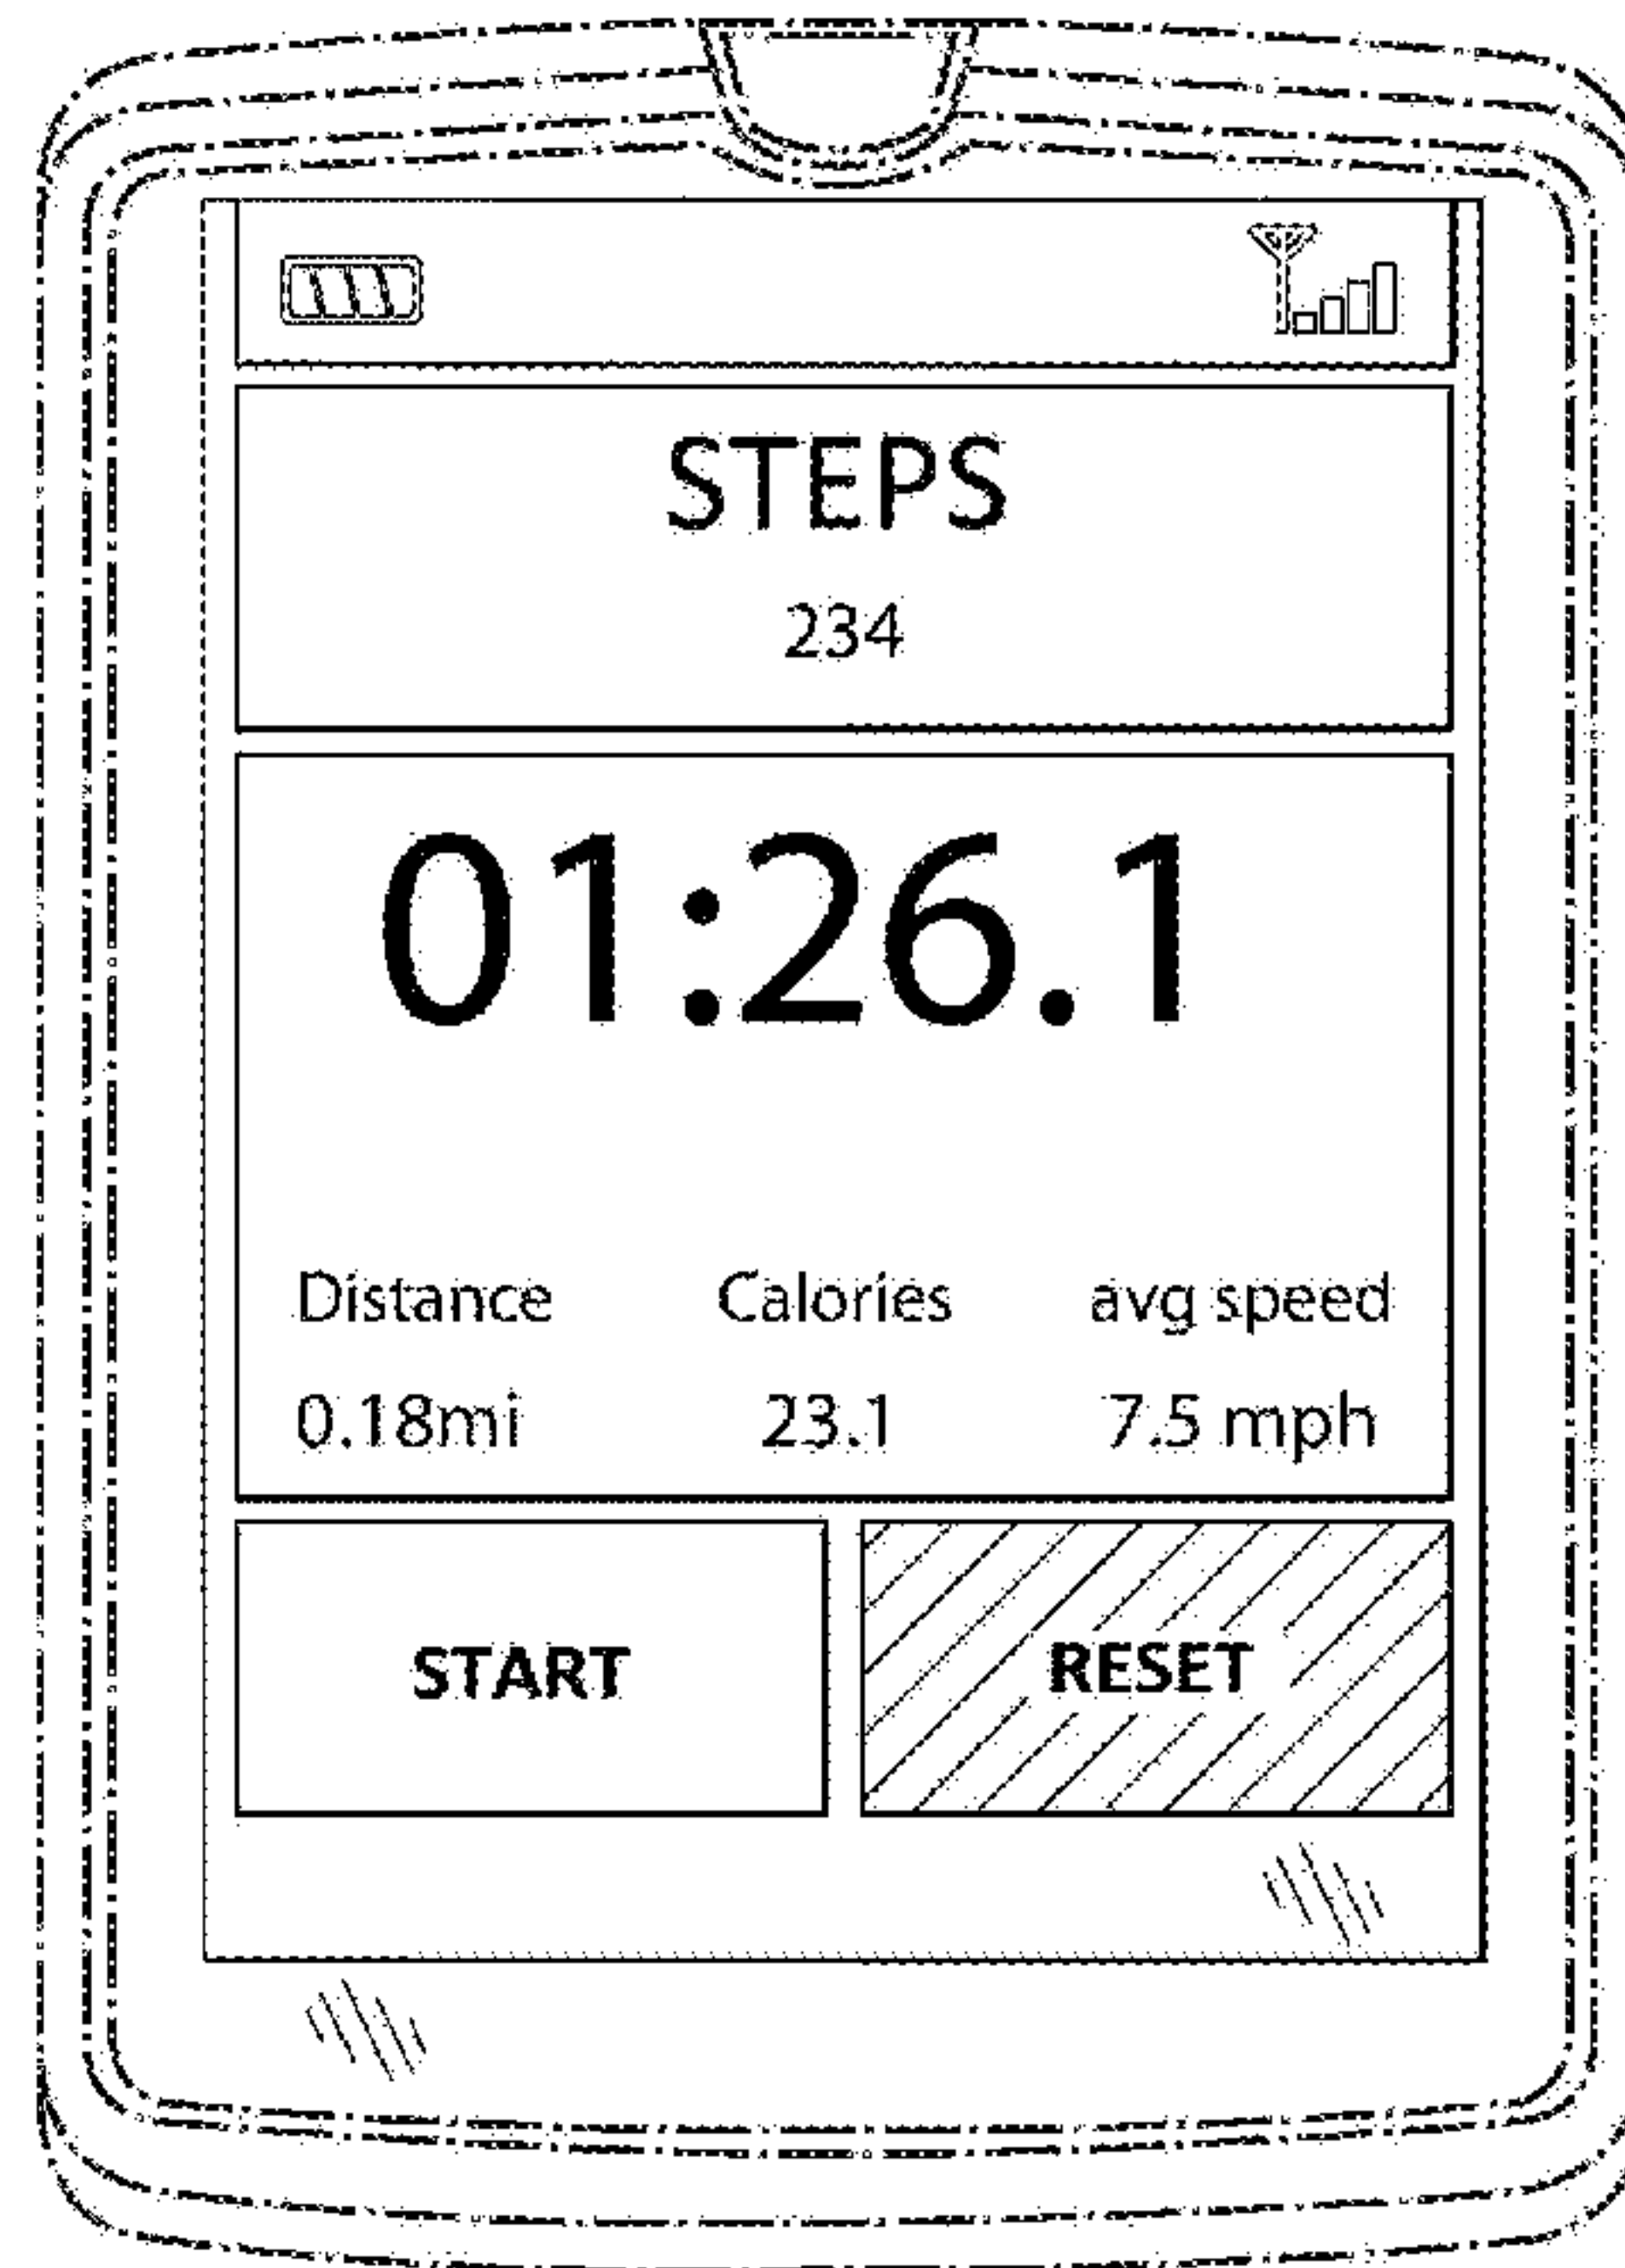 STEPS
234
01:26.1
Distance Calories avg speed
0.18mi 23.1 7.5 mph
START RESET